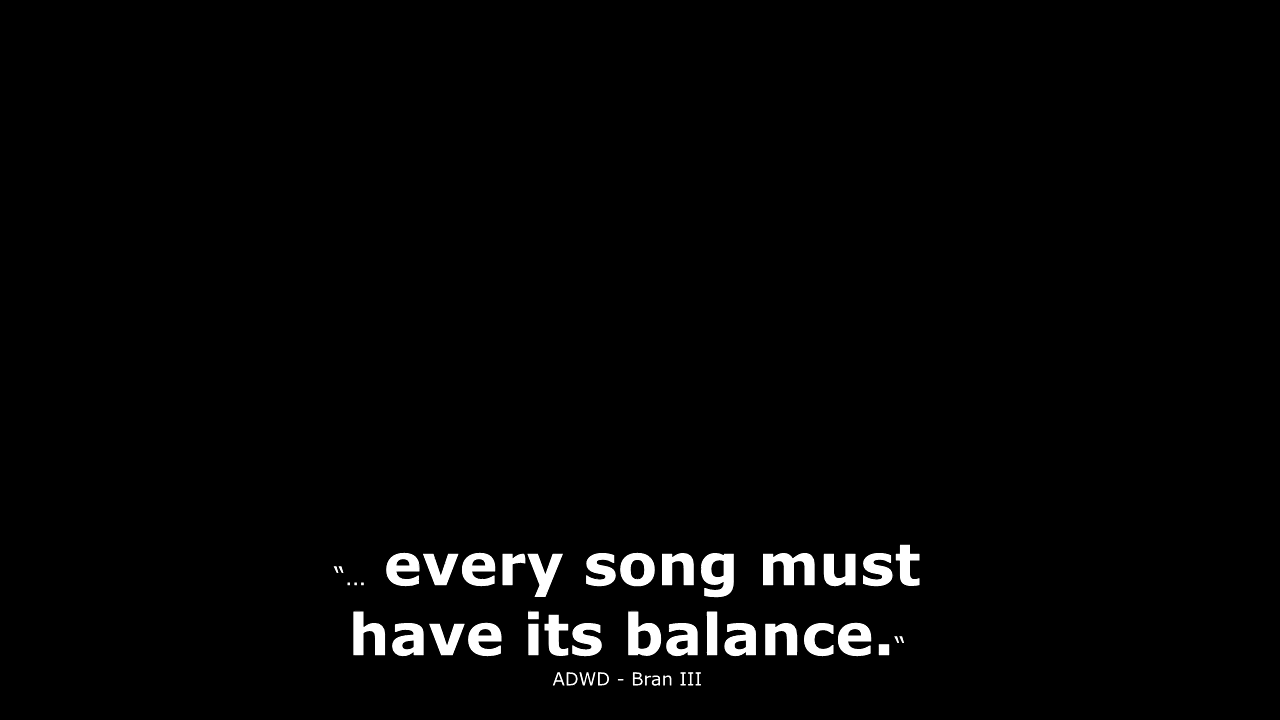 “… every song must
have its balance.“
ADWD - Bran III